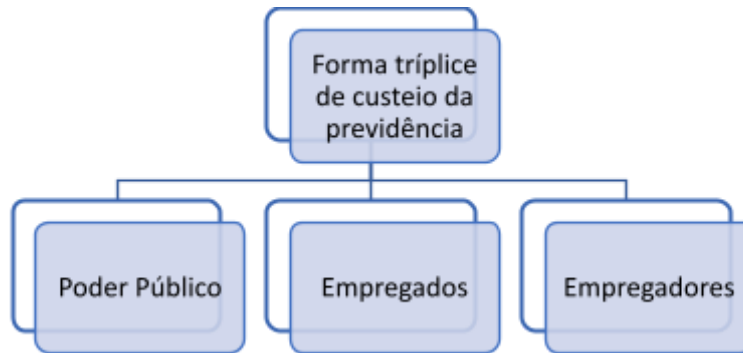 Forma tríplice
de custeio da
previdência
Poder Público
Empregados
Empregadores